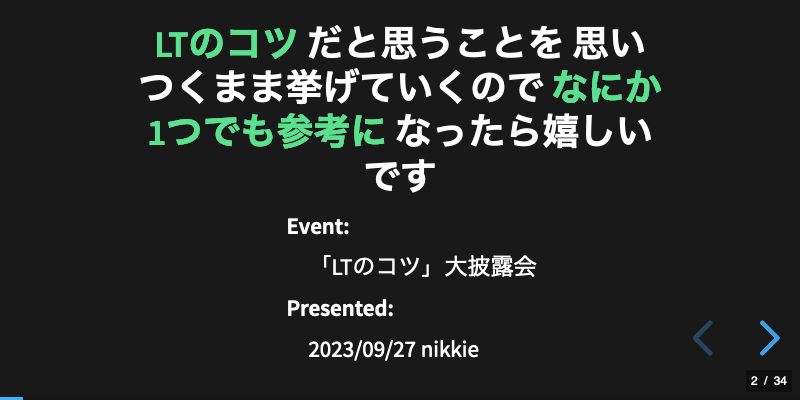 LTのコツ だと思うことを 思い
つくまま挙げていくので なにか
1つでも参考に なったら嬉しい
です
Event:
「LTのコツ」大披露会
Presented:
2023/09/27 nikkie
2 / 34